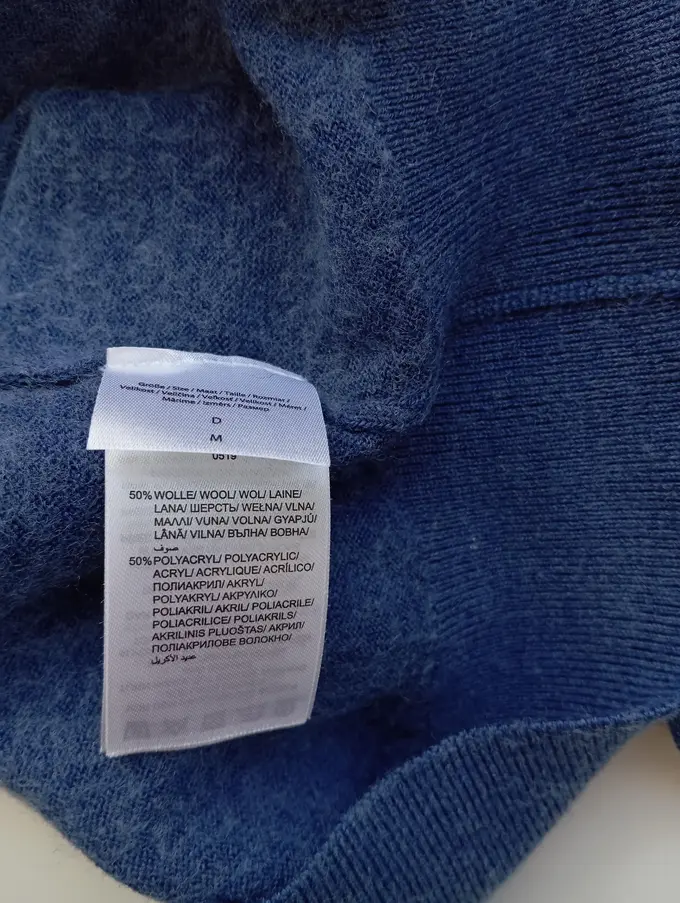 Größe / Size / Maat / Taille / Rozmiar /
Velikost / Veličina / Veľkosť / Velikost / Méret /
Mărime / Izmērs / Размер
D
M
0519
50% WOLLE/ WOOL/ WOL/ LAINE/
LANA/ ШЕРСТЬ/ WEŁNA/ VLNA/
ΜΑΛΛΙ/ VUNA/ VOLNA/ GYAPJÚ/
LÂNĂ/ VILNA/ ВЪЛНА/ ВОВНА/
صوف
50% POLYACRYL/ POLYACRYLIC/
ACRYL/ ACRYLIQUE/ ACRÍLICO/
ПОЛИАКРИЛ/ AKRYL/
POLYAKRYL/ ΑΚΡΥΛΙΚΟ/
POLIAKRIL/ AKRIL/ POLIACRILE/
POLIACRILICE/ POLIAKRILS/
AKRILINIS PLUOŠTAS/ АКРИЛ/
ПОЛІАКРИЛОВЕ ВОЛОКНО/
عديد الأكريل